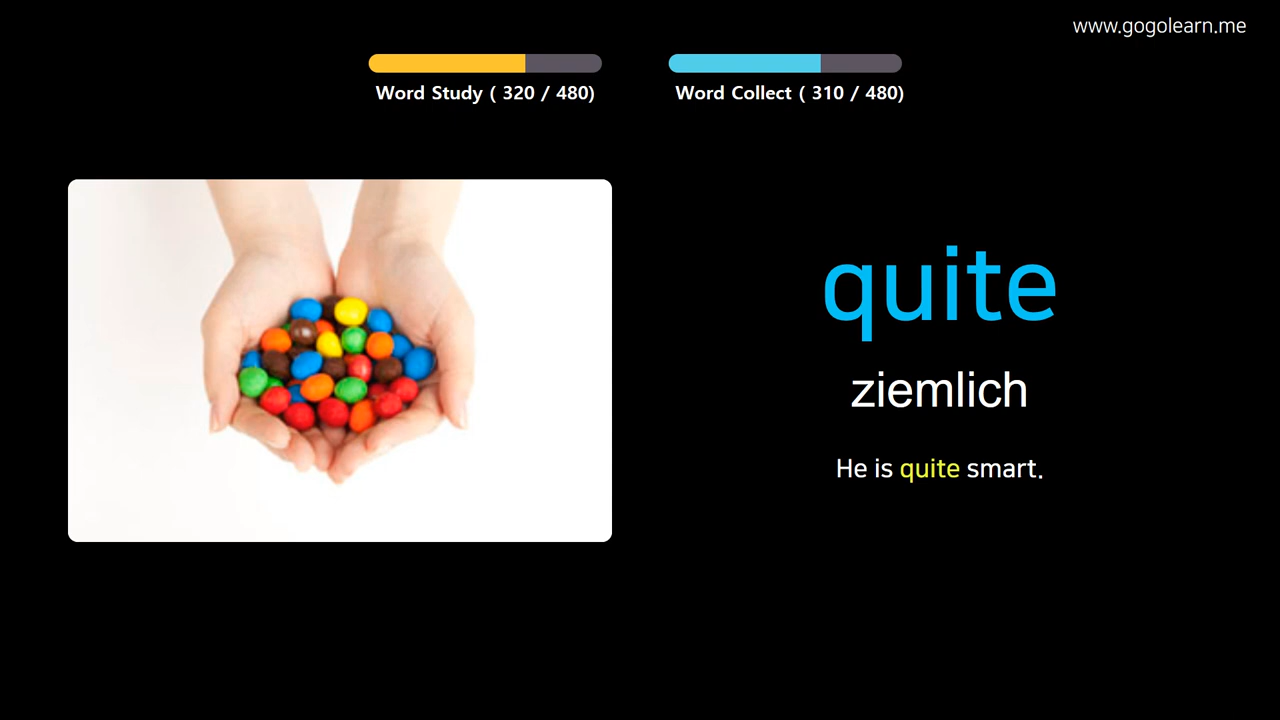 www.gogolearn.me
Word Study ( 320 / 480)
Word Collect ( 310 / 480)
quite
ziemlich
He is quite smart.